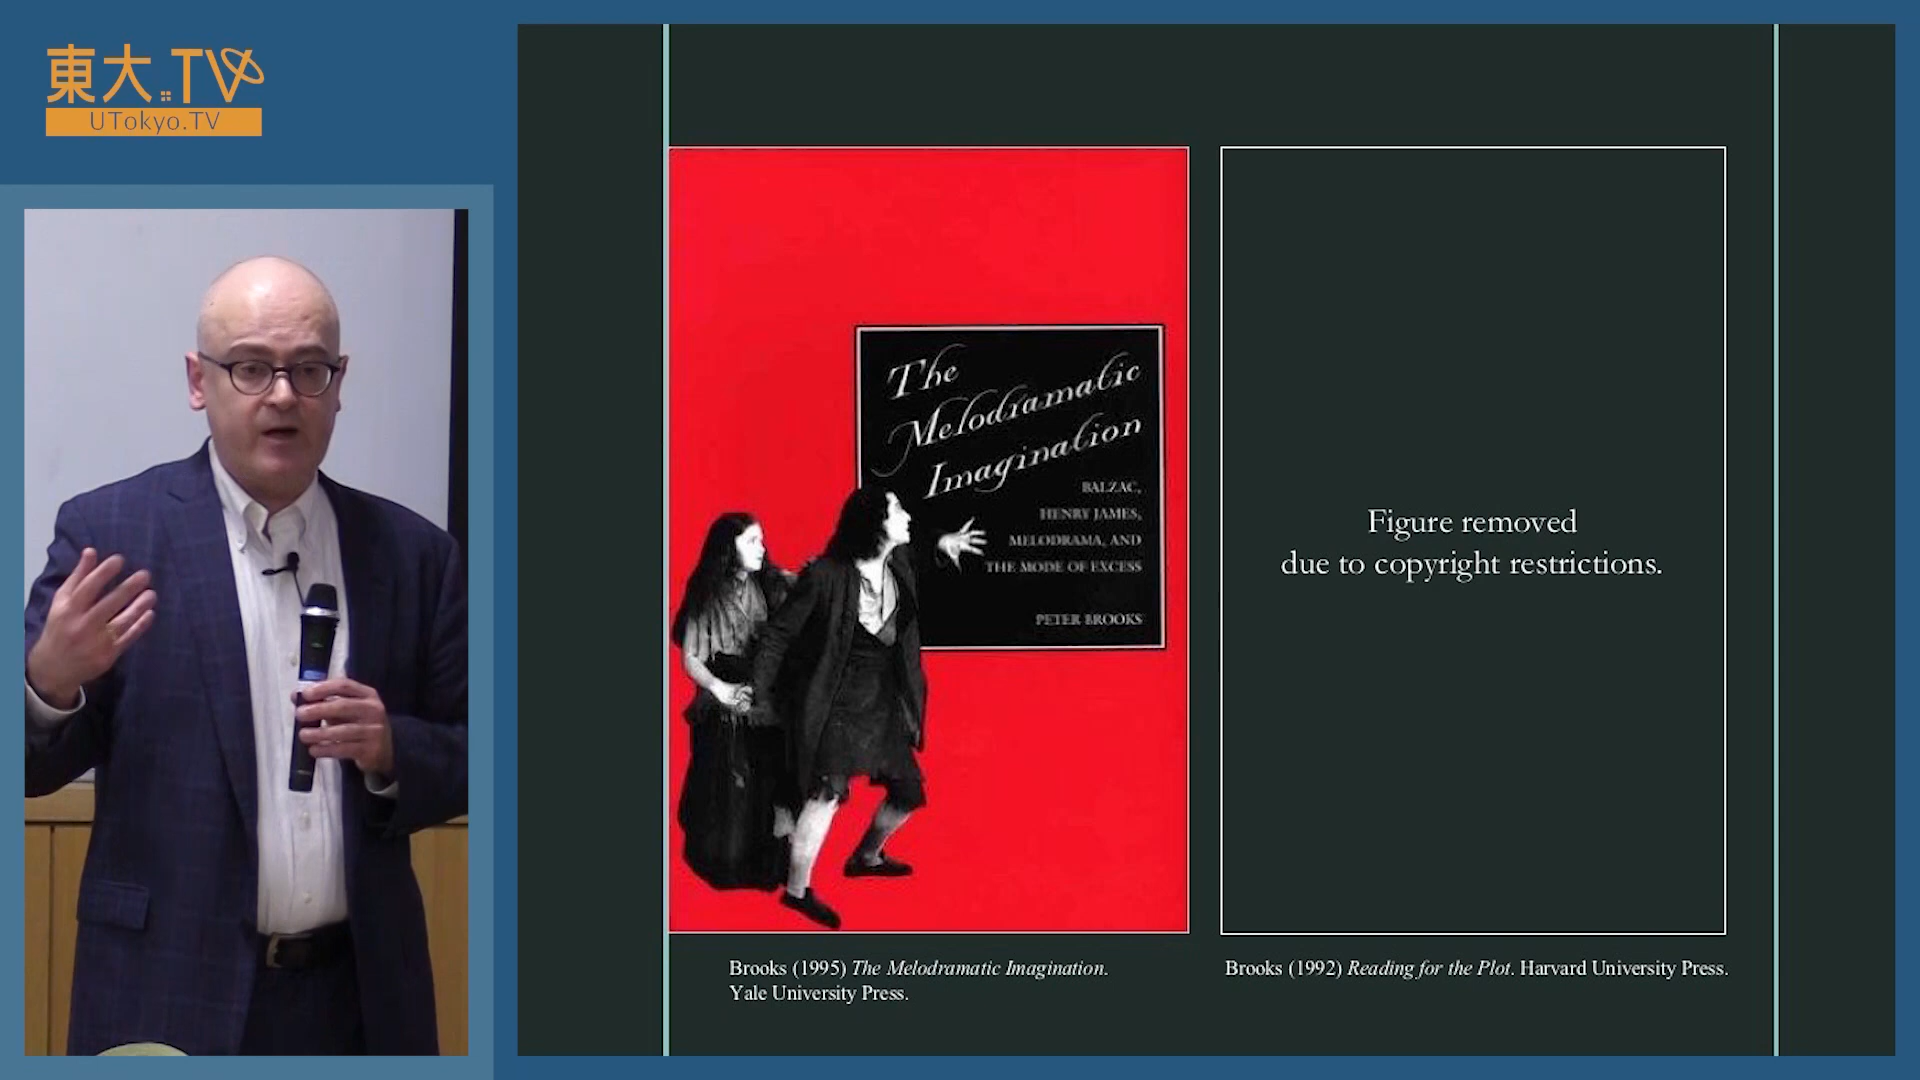 東大TV
UTokyo.TV
The
Melodramatic
Imagination
BALZAC,
HENRY JAMES,
MELODRAMA, AND
THE MODE OF EXCESS
PETER BROOKS
Figure removed
due to copyright restrictions.
Brooks (1995) The Melodramatic Imagination.
Yale University Press.
Brooks (1992) Reading for the Plot. Harvard University Press.